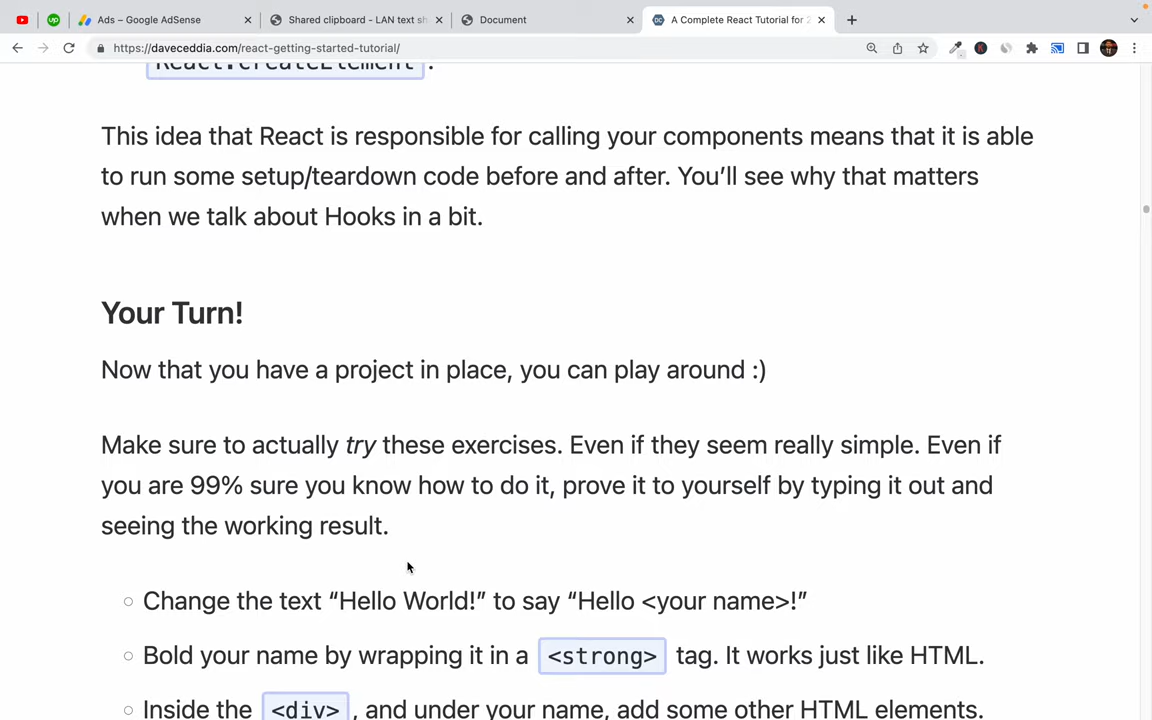 Ads – Google AdSense
Shared clipboard - LAN text sh
Document
A Complete React Tutorial for 2
https://daveceddia.com/react-getting-started-tutorial/
React.createElement .
This idea that React is responsible for calling your components means that it is able
to run some setup/teardown code before and after. You’ll see why that matters
when we talk about Hooks in a bit.
Your Turn!
Now that you have a project in place, you can play around :)
Make sure to actually try these exercises. Even if they seem really simple. Even if
you are 99% sure you know how to do it, prove it to yourself by typing it out and
seeing the working result.
Change the text “Hello World!” to say “Hello <your name>!”
Bold your name by wrapping it in a <strong> tag. It works just like HTML.
Inside the <div> , and under your name, add some other HTML elements.